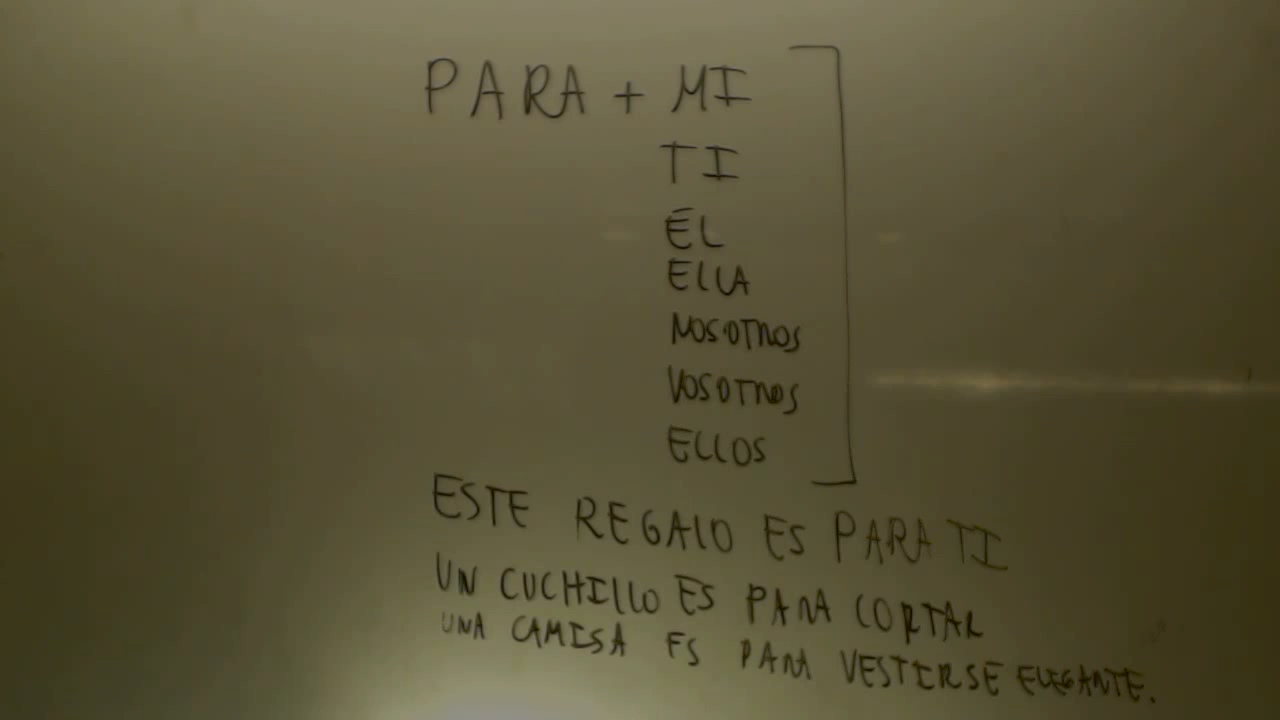 PARA + MI
TI
EL
ELLA
NOSOTROS
VOSOTROS
ELLOS
ESTE REGALO ES PARA TI
UN CUCHILLO ES PARA CORTAR
UNA CAMISA ES PARA VESTIRSE ELEGANTE.